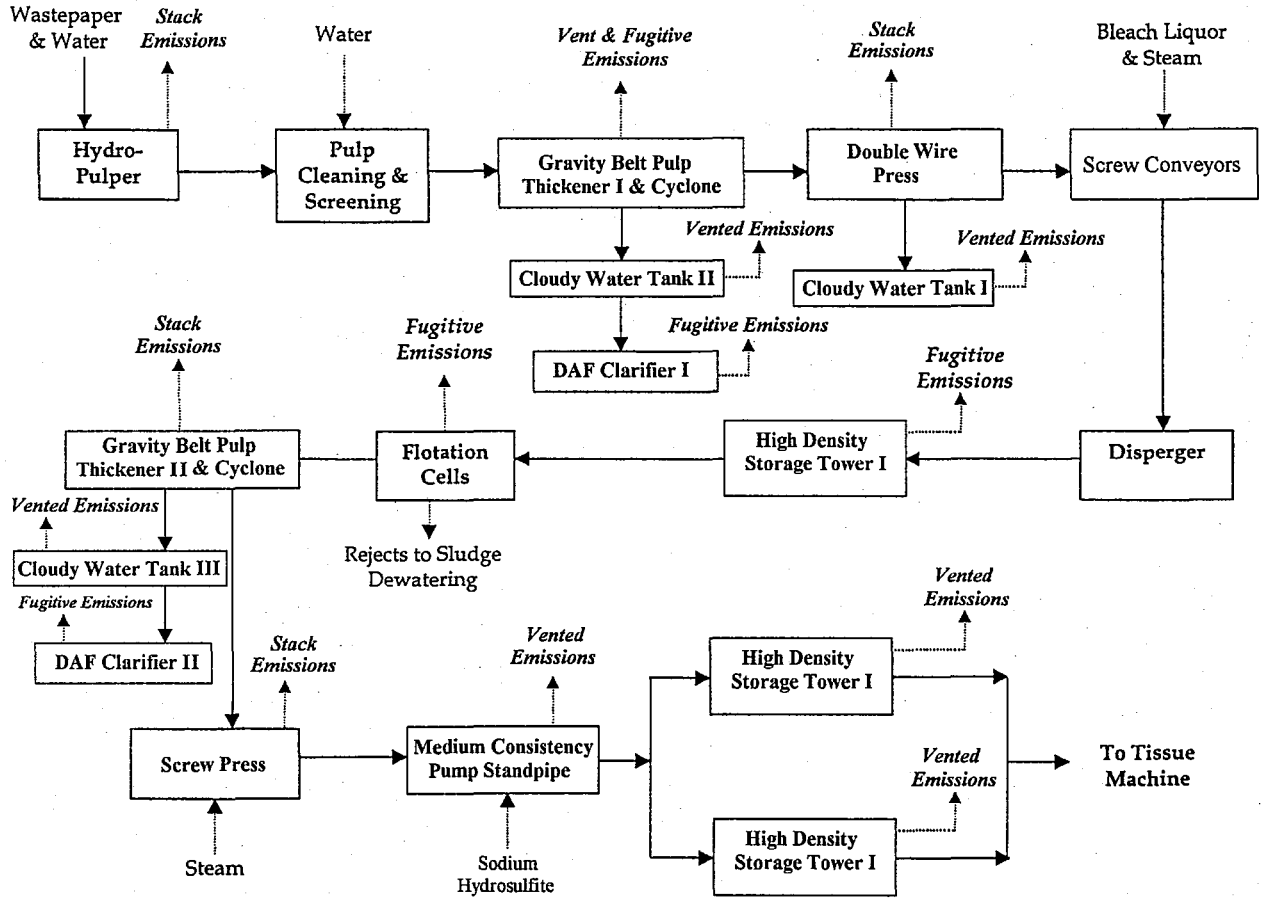 Wastepaper
& Water
Stack
Emissions
Water
Vent & Fugitive
Emissions
Stack
Emissions
Bleach Liquor
& Steam
Hydro-
Pulper
Pulp
Cleaning &
Screening
Gravity Belt Pulp
Thickener I & Cyclone
Double Wire
Press
Screw Conveyors
Vented Emissions
Cloudy Water Tank II
Vented Emissions
Cloudy Water Tank I
Fugitive Emissions
DAF Clarifier I
Stack
Emissions
Fugitive
Emissions
Fugitive
Emissions
Gravity Belt Pulp
Thickener II & Cyclone
Flotation
Cells
High Density
Storage Tower I
Disperger
Vented Emissions
Cloudy Water Tank III
Rejects to Sludge
Dewatering
Fugitive Emissions
DAF Clarifier II
Stack
Emissions
Vented
Emissions
Vented
Emissions
High Density
Storage Tower I
Screw Press
Medium Consistency
Pump Standpipe
Vented
Emissions
To Tissue
Machine
High Density
Storage Tower I
Steam
Sodium
Hydrosulfite